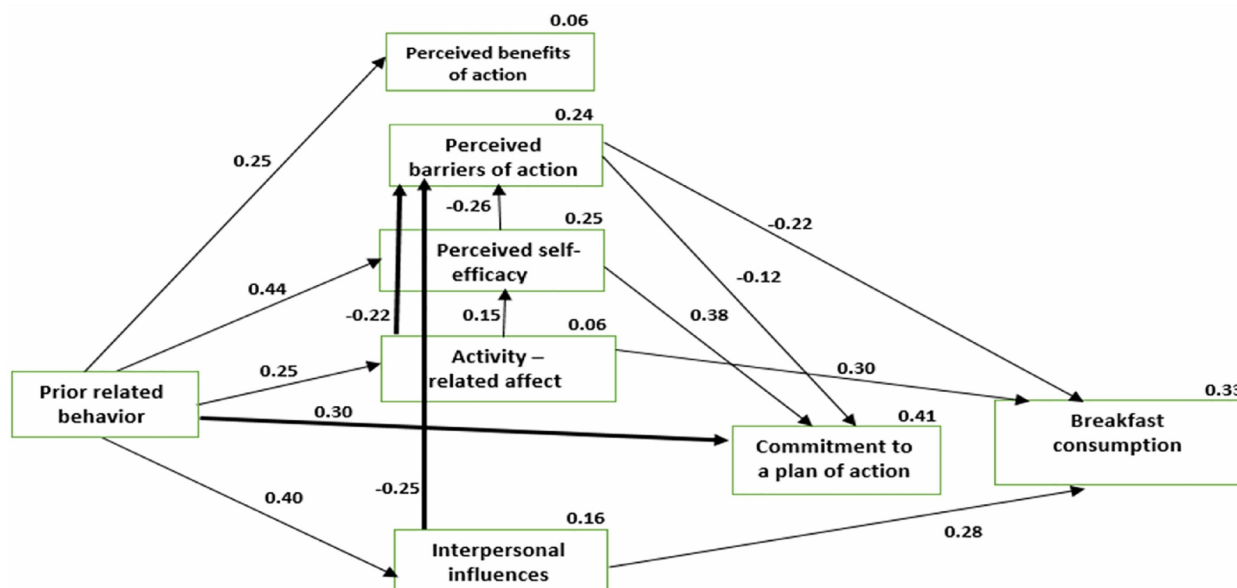 0.06
Perceived benefits
of action
0.24
Perceived
barriers of action
0.25
-0.26
0.25
Perceived self-
efficacy
-0.22
0.44
-0.12
-0.22
0.15
0.06
0.38
Activity –
related affect
0.30
0.25
Prior related
behavior
0.33
0.30
0.41
Breakfast
consumption
Commitment to
a plan of action
-0.25
0.40
0.16
0.28
Interpersonal
influences